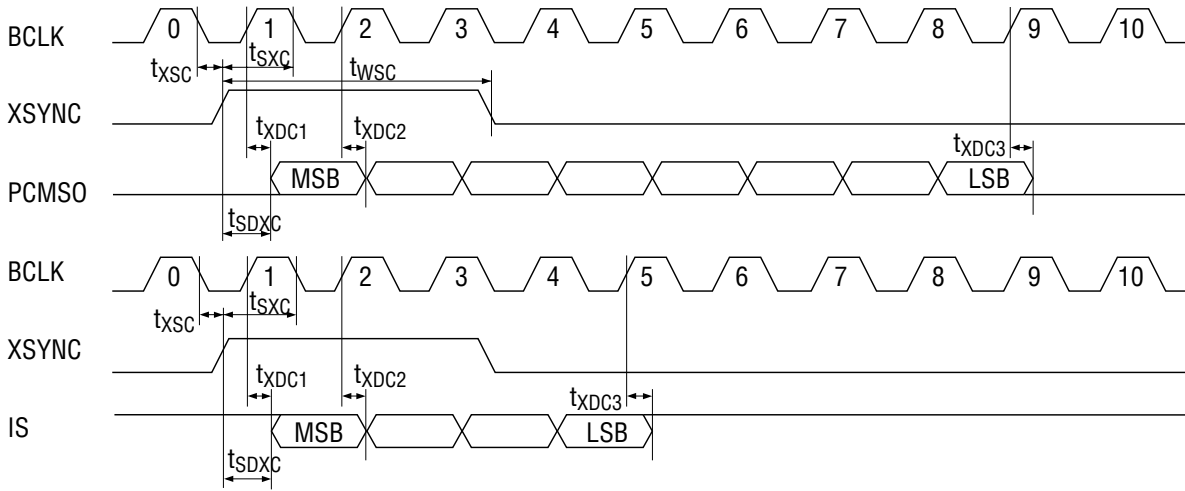 BCLK 0 1 2 3 4 5 6 7 8 9 10
tXSC tSXC tWSC
XSYNC
tXDC1 tXDC2 tXDC3
PCMSO MSB LSB
tSDXC
BCLK 0 1 2 3 4 5 6 7 8 9 10
tXSC tSXC
XSYNC
tXDC1 tXDC2 tXDC3
IS MSB LSB
tSDXC